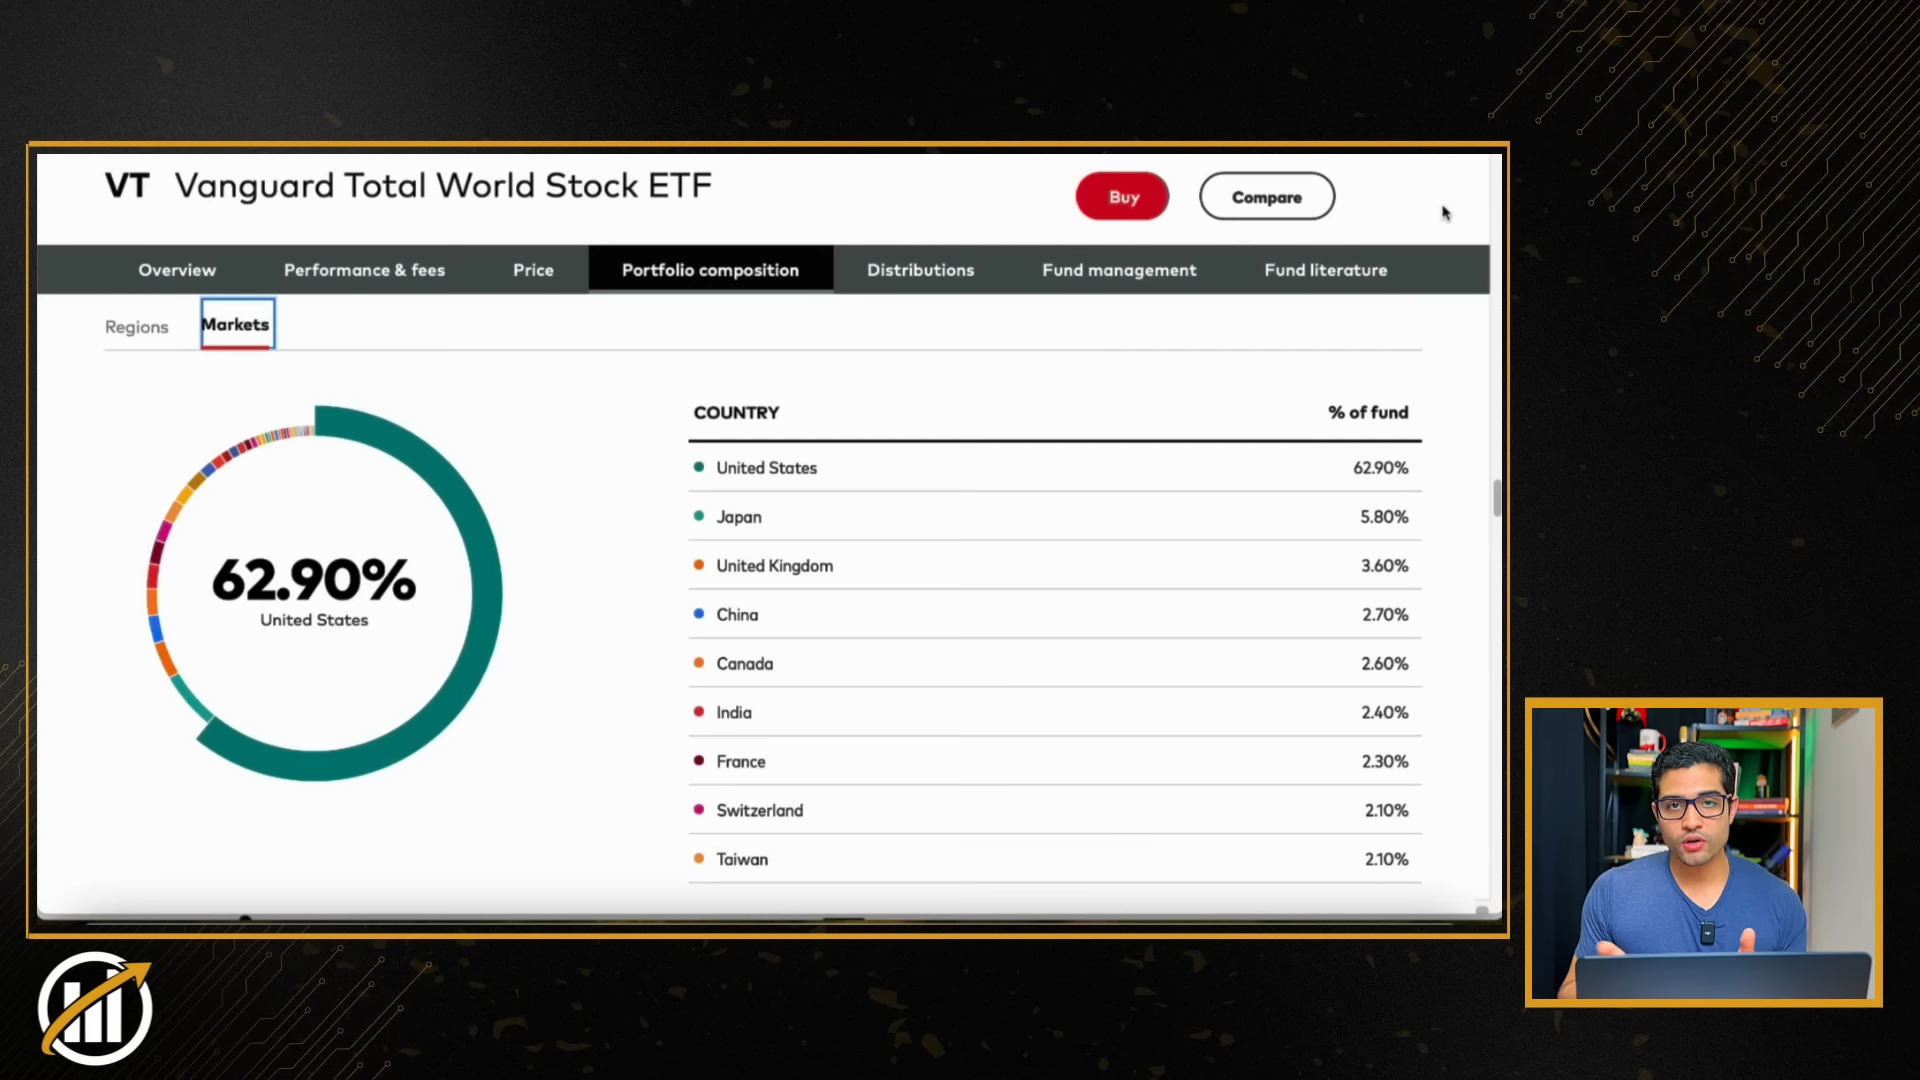 VT Vanguard Total World Stock ETF
Buy
Compare
Overview Performance & fees Price Portfolio composition Distributions Fund management Fund literature
Regions Markets
62.90%
United States
COUNTRY % of fund
United States 62.90%
Japan 5.80%
United Kingdom 3.60%
China 2.70%
Canada 2.60%
India 2.40%
France 2.30%
Switzerland 2.10%
Taiwan 2.10%